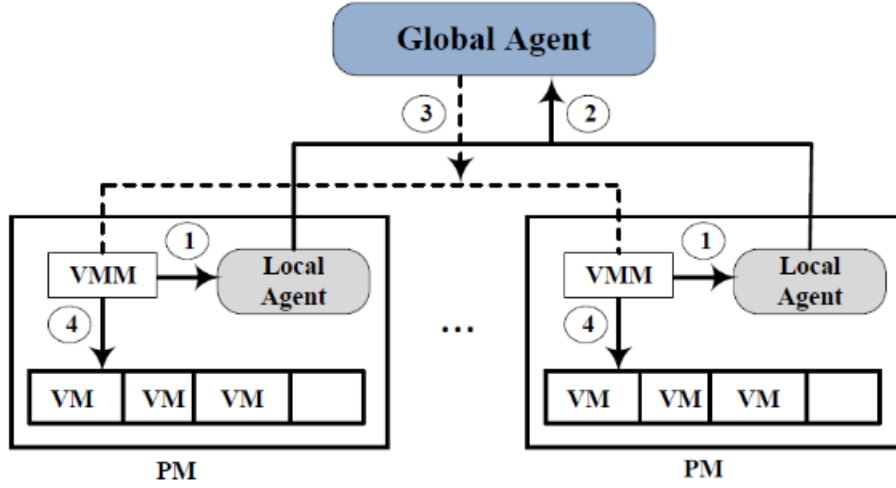 Global Agent
3
2
1
1
VMM
Local
Agent
VMM
Local
Agent
4
...
4
VM VM VM
VM VM VM
PM
PM